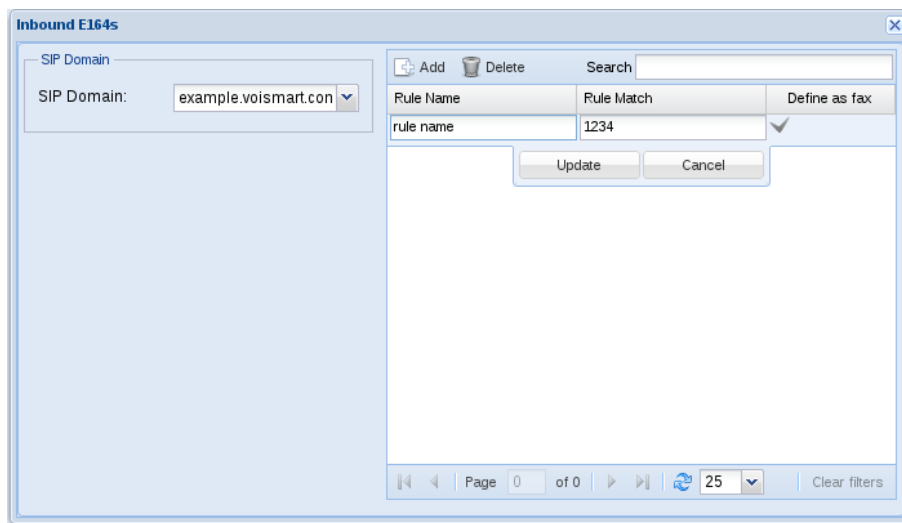 Inbound E164s
SIP Domain
SIP Domain: example.voismart.con
Add Delete Search
Rule Name Rule Match Define as fax
rule name 1234
Update Cancel
Page 0 of 0 25 Clear filters